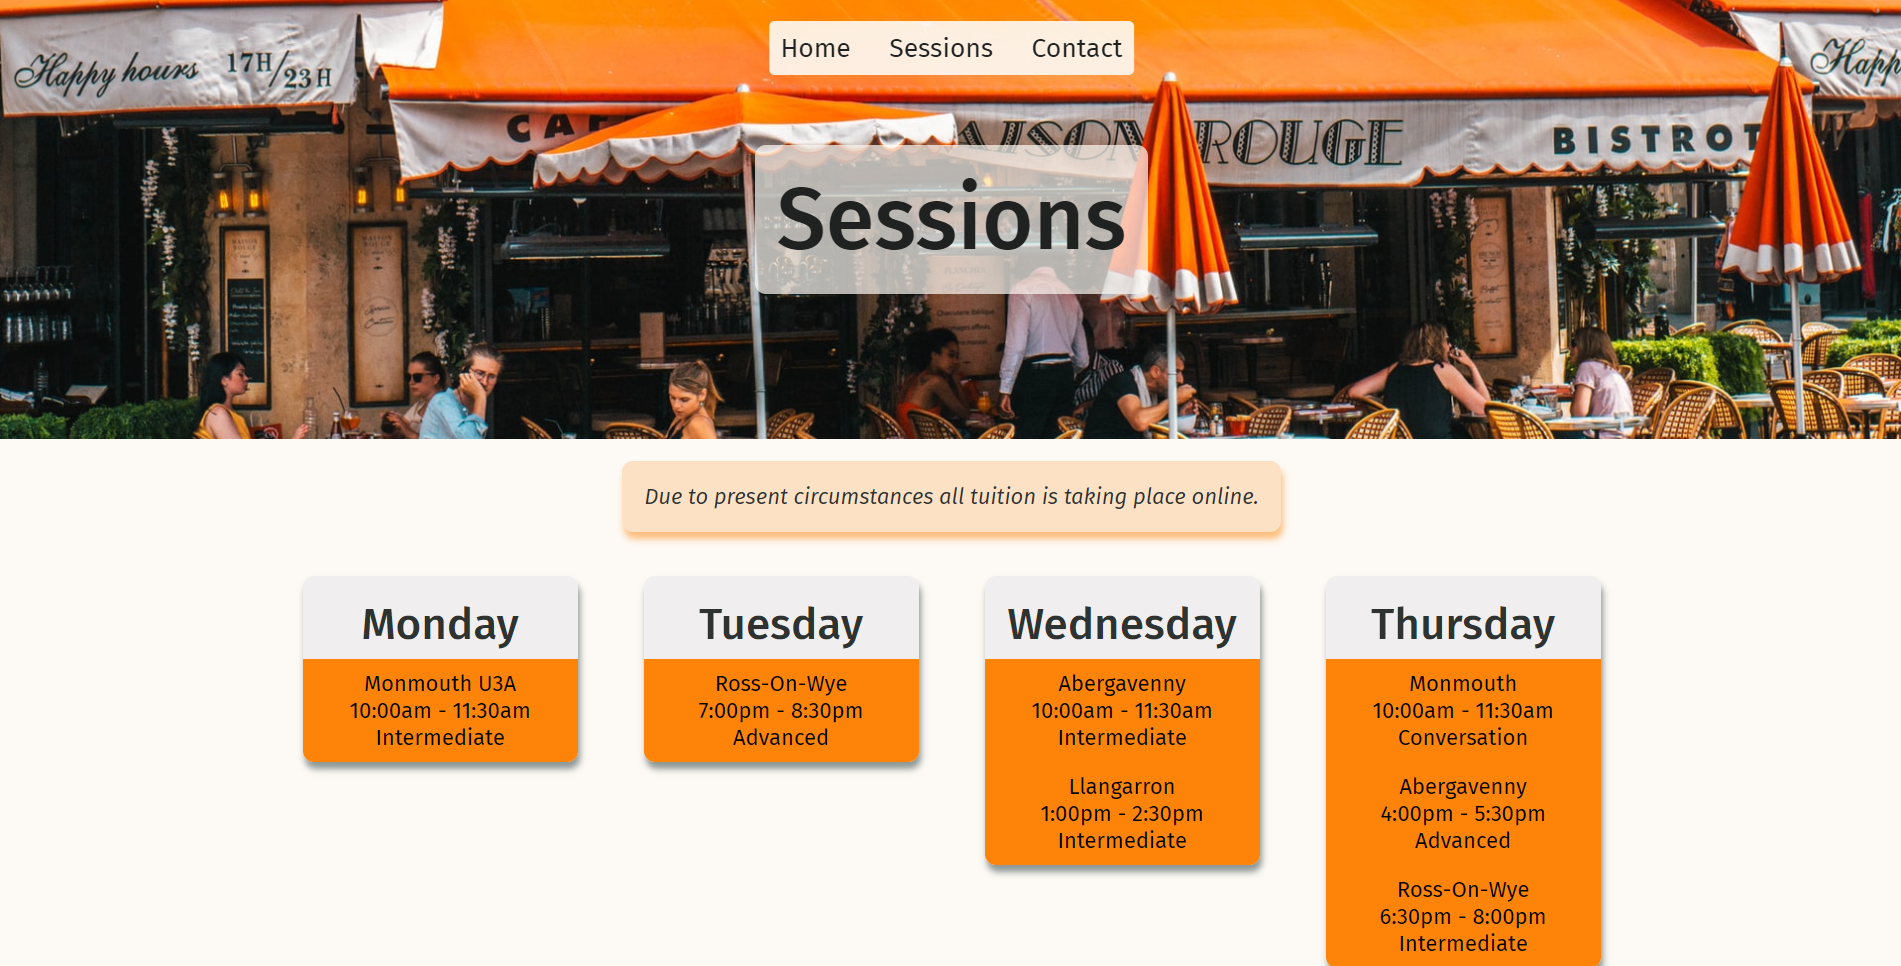 Home Sessions Contact
Happy hours 17H/23H
Happ
CAF
AISON ROUGE
BISTROT
Sessions
Due to present circumstances all tuition is taking place online.
Monday
Monmouth U3A
10:00am - 11:30am
Intermediate
Tuesday
Ross-On-Wye
7:00pm - 8:30pm
Advanced
Wednesday
Abergavenny
10:00am - 11:30am
Intermediate
Llangarron
1:00pm - 2:30pm
Intermediate
Thursday
Monmouth
10:00am - 11:30am
Conversation
Abergavenny
4:00pm - 5:30pm
Advanced
Ross-On-Wye
6:30pm - 8:00pm
Intermediate